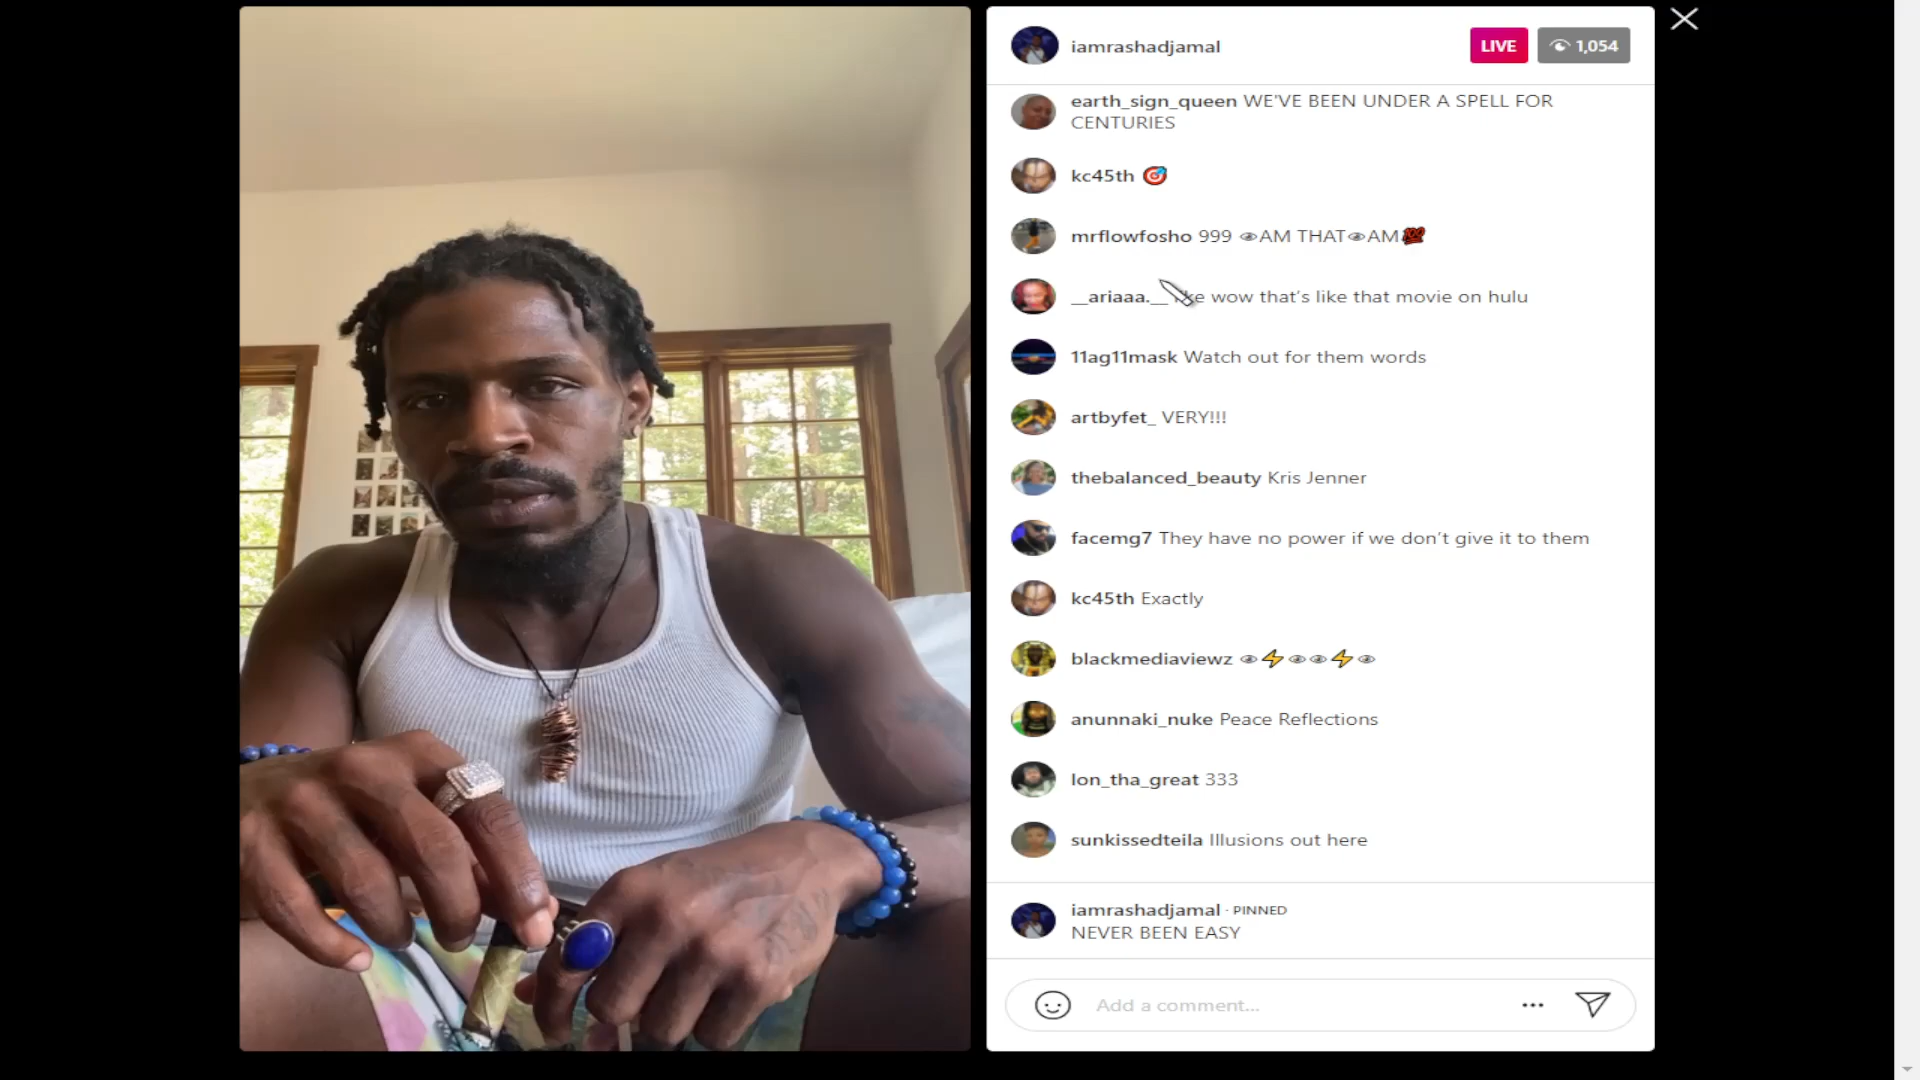 iamrashadjamal LIVE 1,054
earth_sign_queen WE'VE BEEN UNDER A SPELL FOR
CENTURIES
kc45th
mrflowfosho 999 👁AM THAT👁AM💯
__ariaaa.__ wow that's like that movie on hulu
11ag11mask Watch out for them words
artbyfet_ VERY!!!
thebalanced_beauty Kris Jenner
facemg7 They have no power if we don't give it to them
kc45th Exactly
blackmediaviewz
anunnaki_nuke Peace Reflections
lon_tha_great 333
sunkissedteila Illusions out here
iamrashadjamal · PINNED
NEVER BEEN EASY
Add a comment...